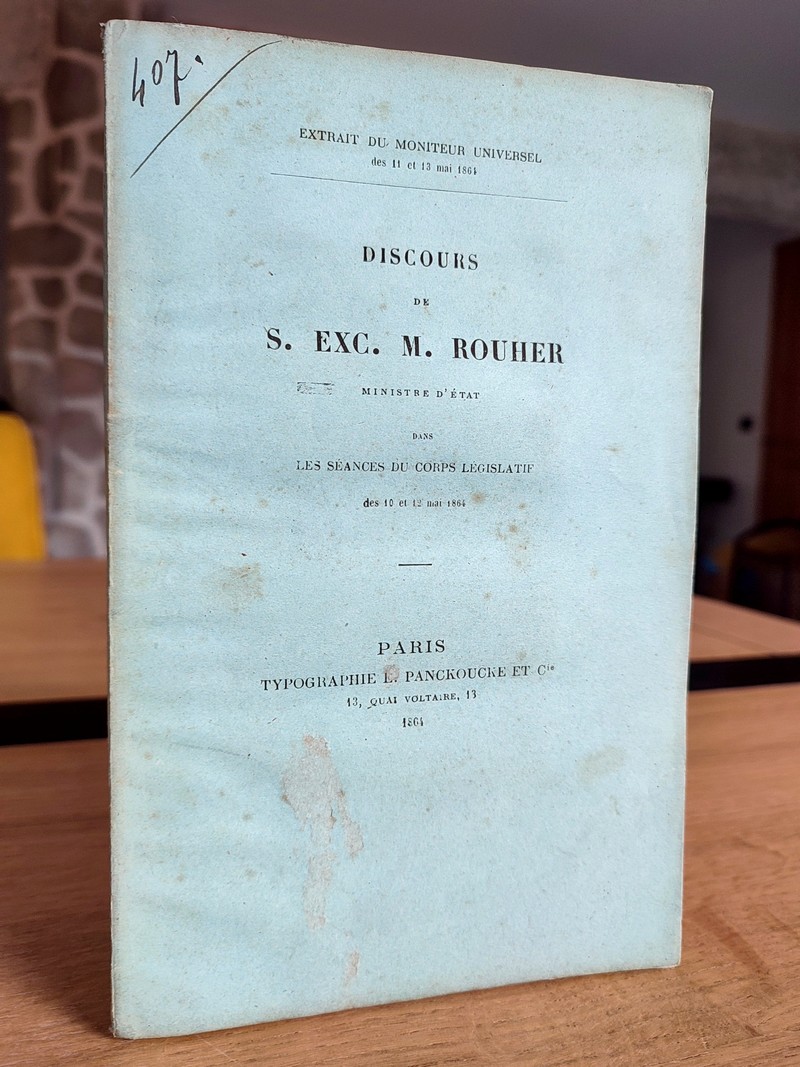 407.
EXTRAIT DU MONITEUR UNIVERSEL
des 11 et 13 mai 1864
DISCOURS
DE
S. EXC. M. ROUHER
MINISTRE D'ÉTAT
DANS
LES SÉANCES DU CORPS LÉGISLATIF
des 10 et 12 mai 1864
PARIS
TYPOGRAPHIE E. PANCKOUCKE ET Cie
13, QUAI VOLTAIRE, 13
1864